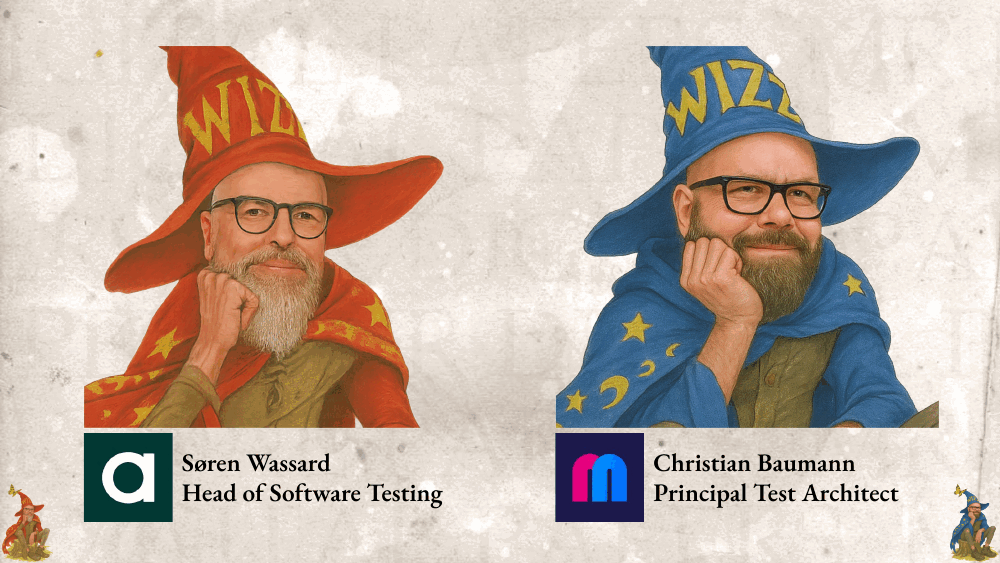 WIZZ
WIZZ
a
Søren Wassard
Head of Software Testing
m
Christian Baumann
Principal Test Architect